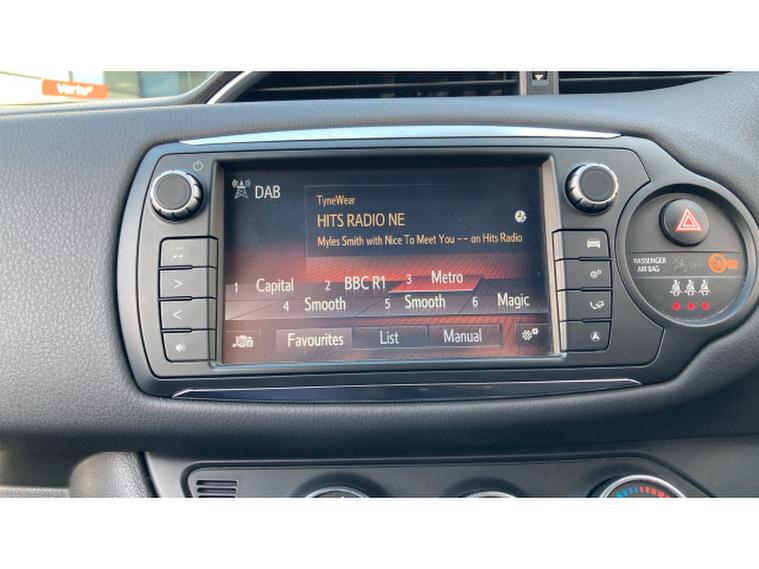 Vertu
DAB
TyneWear
HITS RADIO NE
Myles Smith with Nice To Meet You -- on Hits Radio
1 Capital 2 BBC R1 3 Metro
4 Smooth 5 Smooth 6 Magic
Favourites List Manual
PASSENGER
AIR BAG
OFF